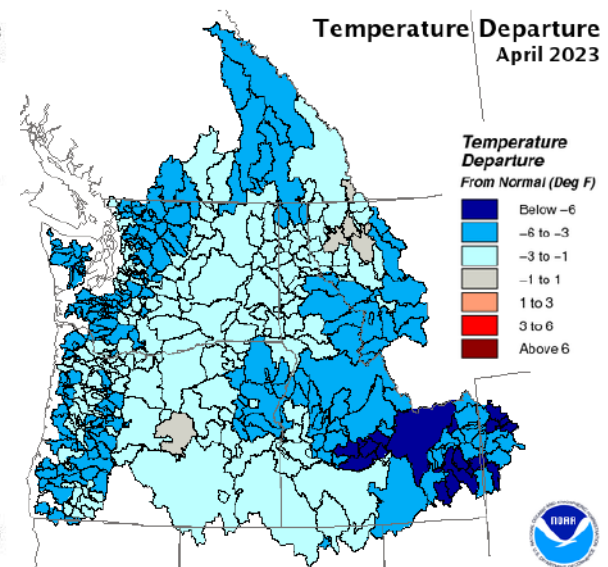 Temperature Departure
April 2023
Temperature
Departure
From Normal (Deg F)
Below −6
−6 to −3
−3 to −1
−1 to 1
1 to 3
3 to 6
Above 6
NOAA